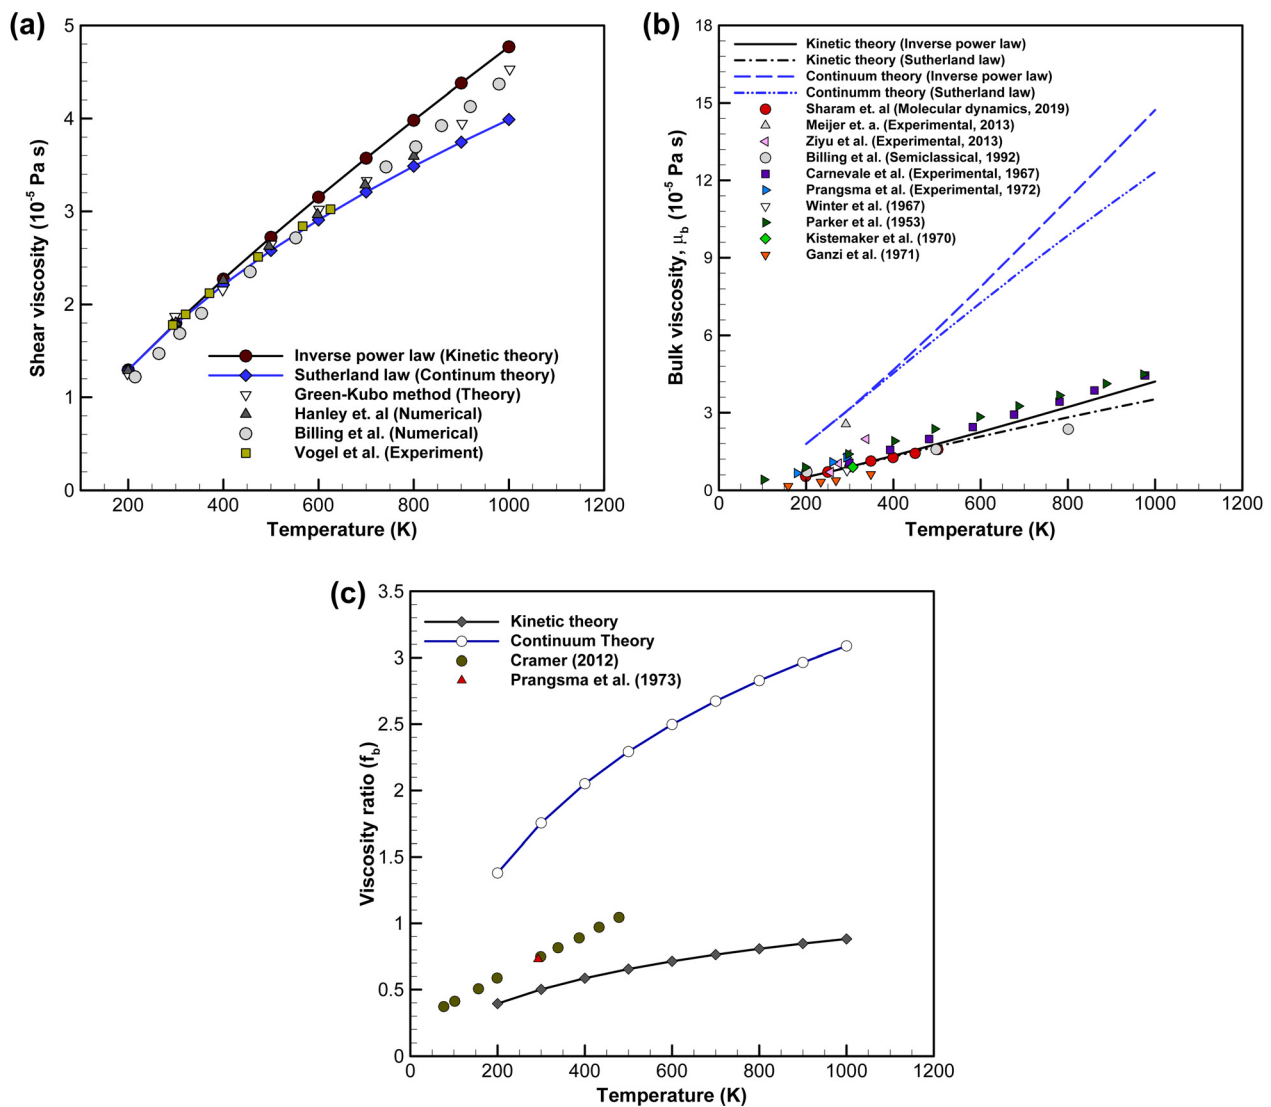 (a)
Shear viscosity (10⁻⁵ Pa s)
5
4
3
2
1
0
Inverse power law (Kinetic theory)
Sutherland law (Continum theory)
Green-Kubo method (Theory)
Hanley et. al (Numerical)
Billing et al. (Numerical)
Vogel et al. (Experiment)
200 400 600 800 1000 1200
Temperature (K)
(b)
Bulk viscosity, μ_b (10⁻⁵ Pa s)
18
15
12
9
6
3
0
Kinetic theory (Inverse power law)
Kinetic theory (Sutherland law)
Continuum theory (Inverse power law)
Continumm theory (Sutherland law)
Sharam et. al (Molecular dynamics, 2019)
Meijer et. a. (Experimental, 2013)
Ziyu et al. (Experimental, 2013)
Billing et al. (Semiclassical, 1992)
Carnevale et al. (Experimental, 1967)
Prangsma et al. (Experimental, 1972)
Winter et al. (1967)
Parker et al. (1953)
Kistemaker et al. (1970)
Ganzi et al. (1971)
0 200 400 600 800 1000 1200
Temperature (K)
(c)
Viscosity ratio (f_b)
3.5
3
2.5
2
1.5
1
0.5
0
Kinetic theory
Continuum Theory
Cramer (2012)
Prangsma et al. (1973)
0 200 400 600 800 1000 1200
Temperature (K)